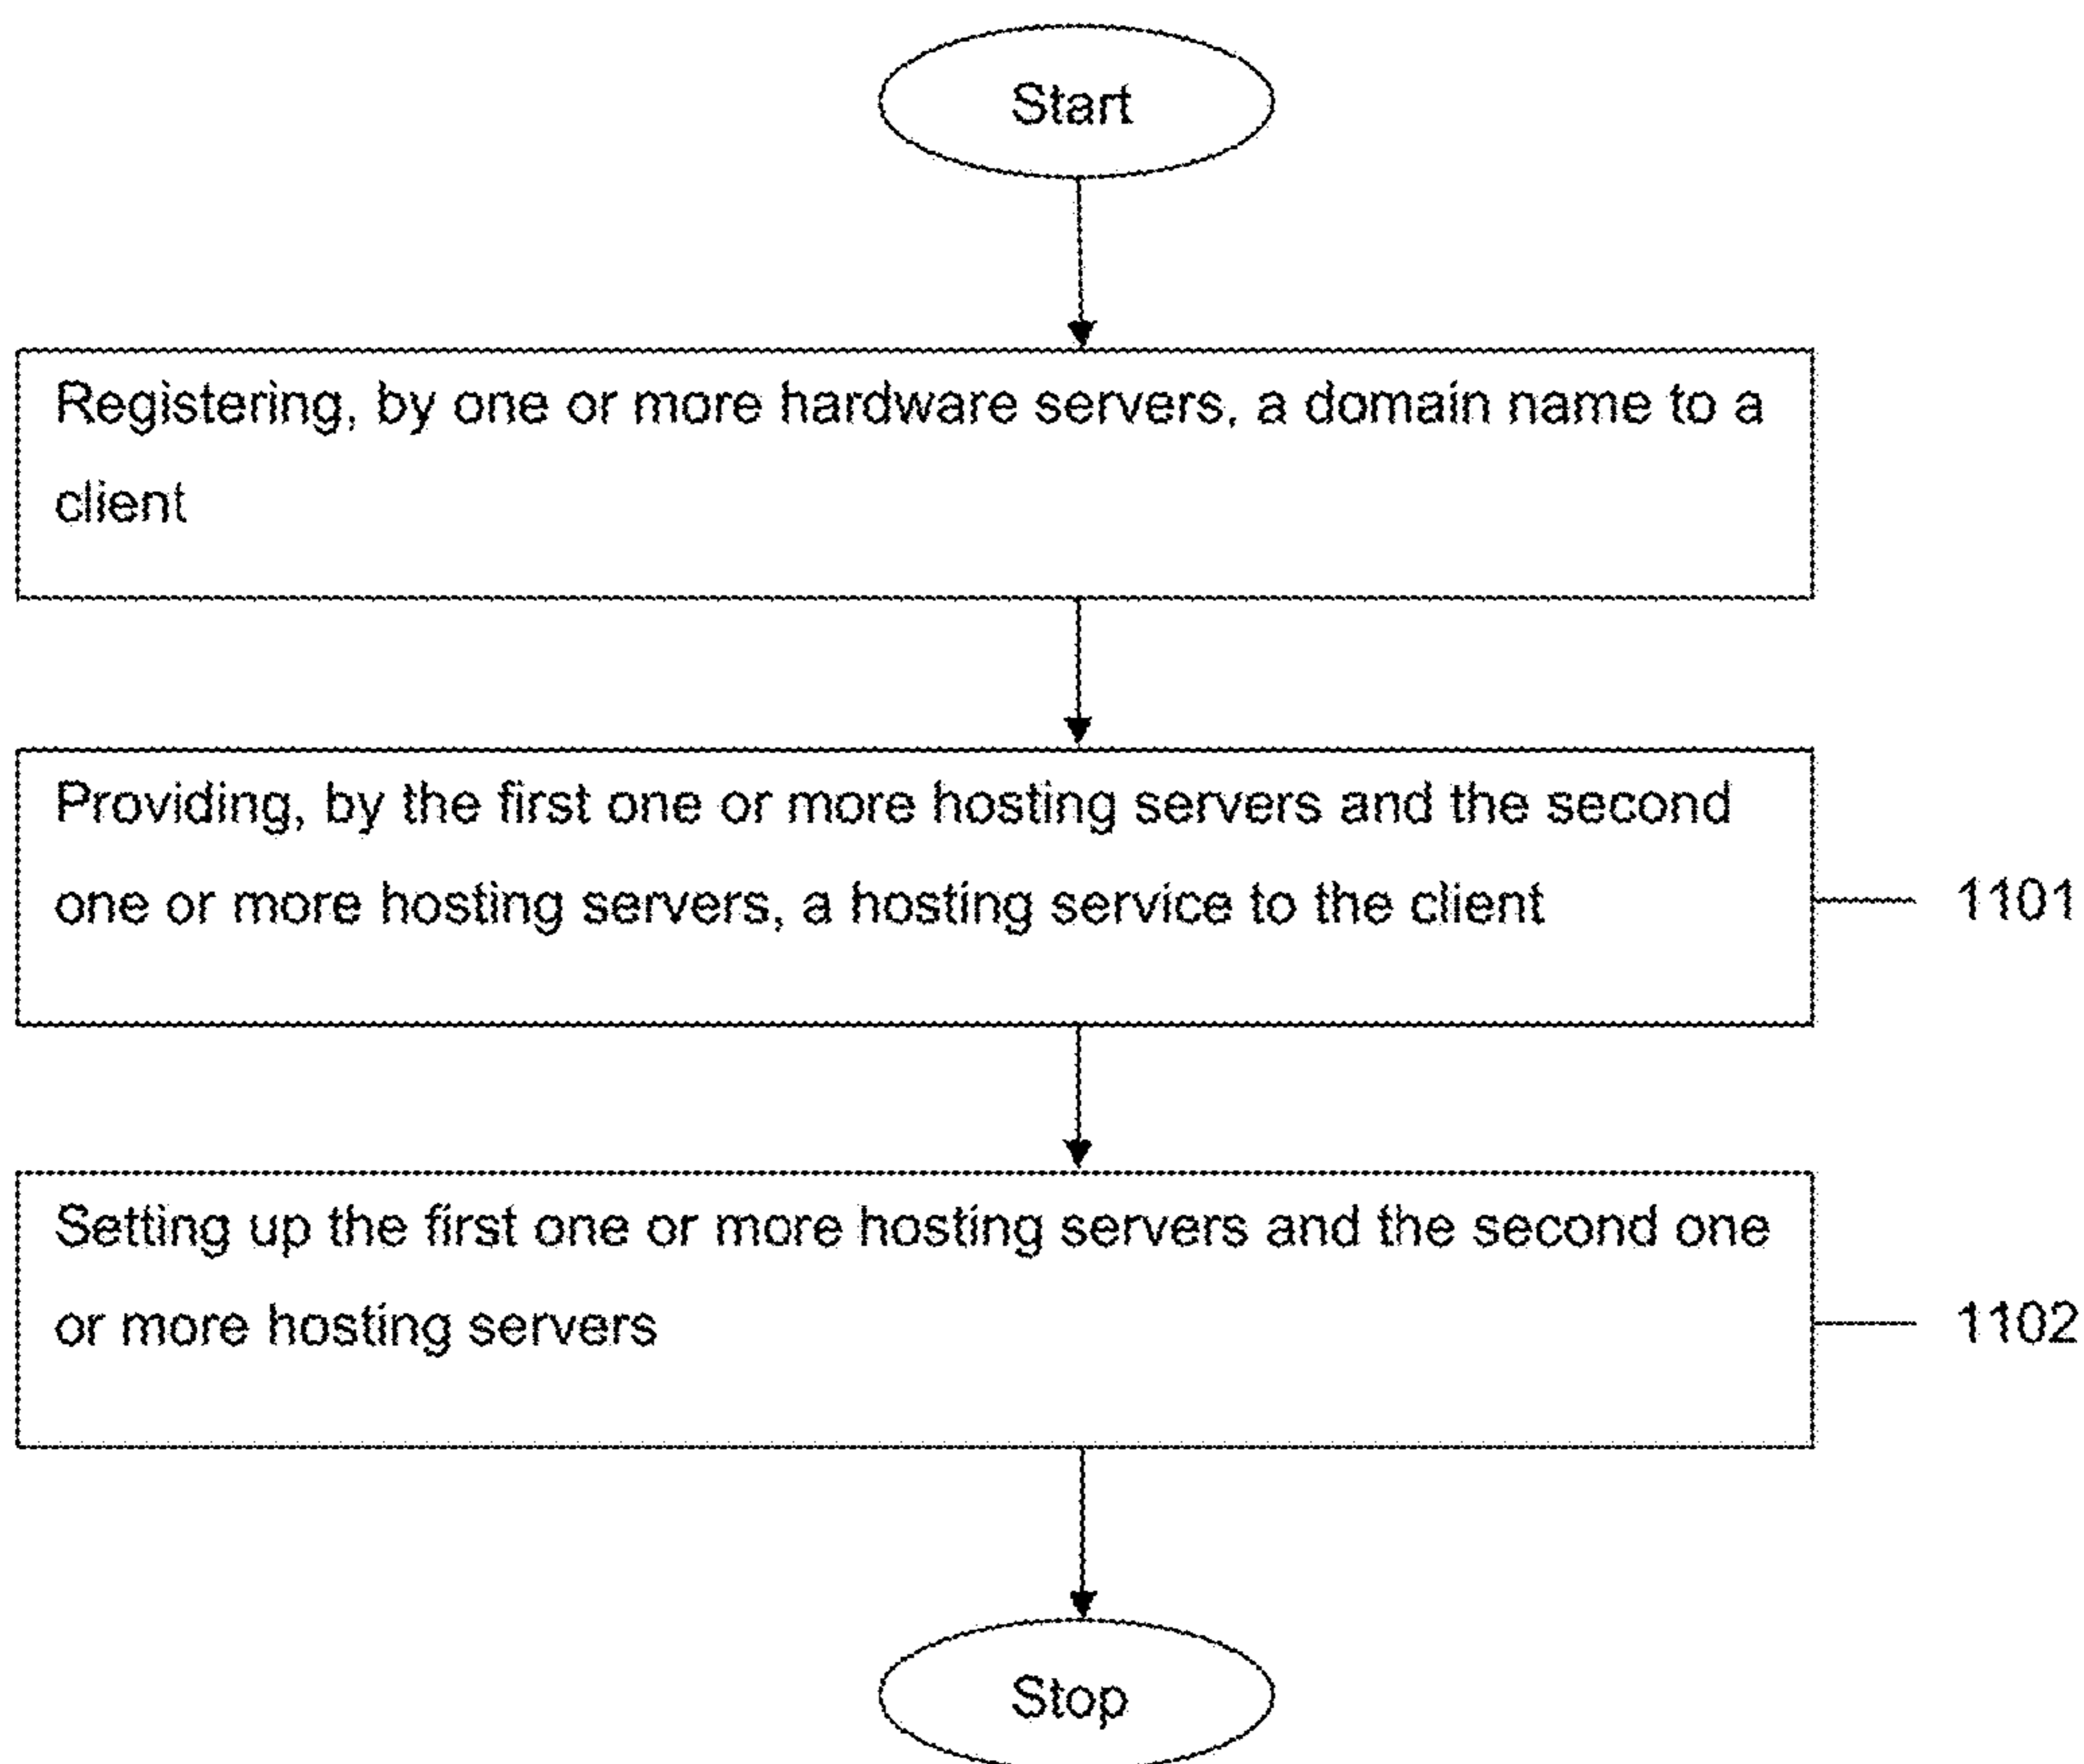 Start
Registering, by one or more hardware servers, a domain name to a
client
Providing, by the first one or more hosting servers and the second
one or more hosting servers, a hosting service to the client
1101
Setting up the first one or more hosting servers and the second one
or more hosting servers
1102
Stop